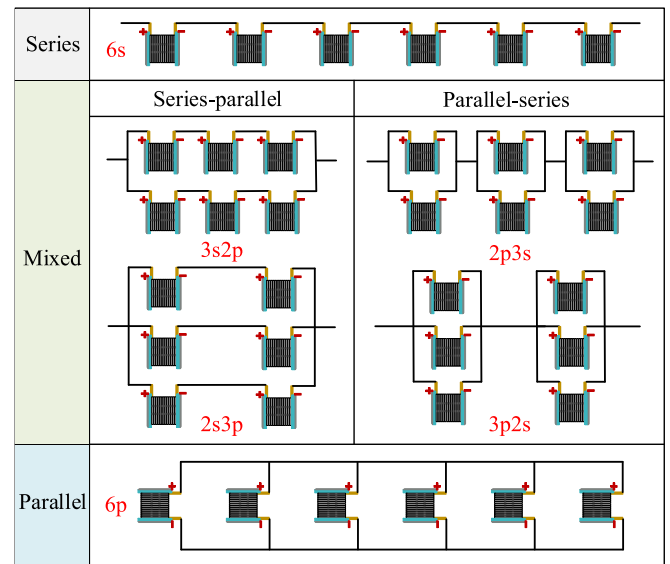 Series
6s
Series-parallel
Parallel-series
Mixed
3s2p
2p3s
2s3p
3p2s
Parallel
6p